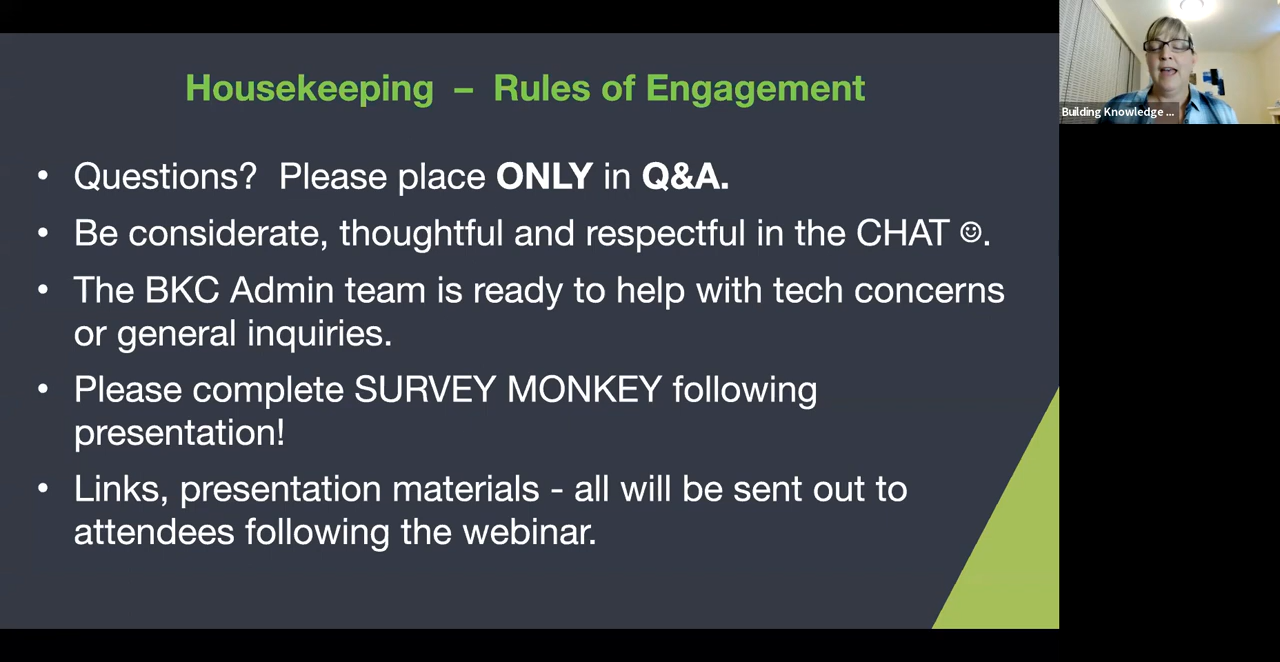 Housekeeping – Rules of Engagement
• Questions? Please place ONLY in Q&A.
• Be considerate, thoughtful and respectful in the CHAT ☺.
• The BKC Admin team is ready to help with tech concerns
or general inquiries.
• Please complete SURVEY MONKEY following
presentation!
• Links, presentation materials - all will be sent out to
attendees following the webinar.
Building Knowledge ...